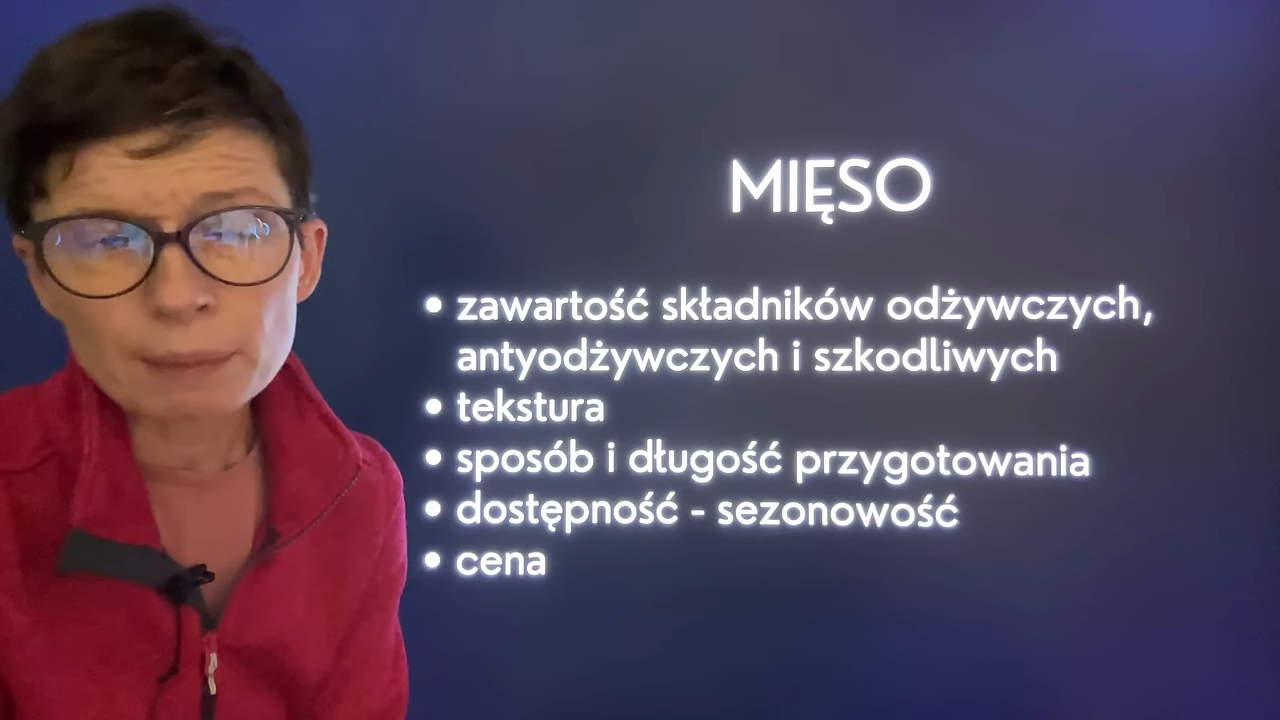 MIĘSO
• zawartość składników odżywczych,
antyodżywczych i szkodliwych
• tekstura
• sposób i długość przygotowania
• dostępność - sezonowość
• cena